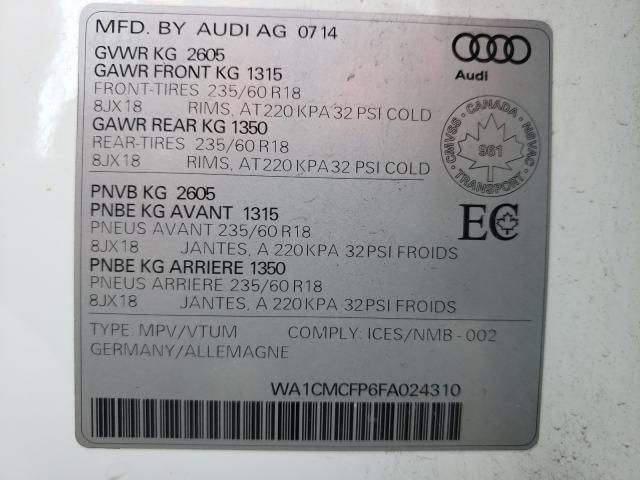 MFD. BY AUDI AG 07 14
GVWR KG 2605
GAWR FRONT KG 1315
FRONT-TIRES 235/60 R18
8JX18 RIMS, AT 220 KPA 32 PSI COLD
GAWR REAR KG 1350
REAR-TIRES 235/60 R18
8JX18 RIMS, AT 220 KPA 32 PSI COLD
Audi
CANADA
CMVSS NSVAC
961
TRANSPORT
PNVB KG 2605
PNBE KG AVANT 1315
PNEUS AVANT 235/60 R18
8JX18 JANTES, A 220 KPA 32 PSI FROIDS
PNBE KG ARRIERE 1350
PNEUS ARRIERE 235/60 R18
8JX18 JANTES, A 220 KPA 32 PSI FROIDS
EC
TYPE: MPV/VTUM COMPLY: ICES/NMB - 002
GERMANY/ALLEMAGNE
WA1CMCFP6FA024310